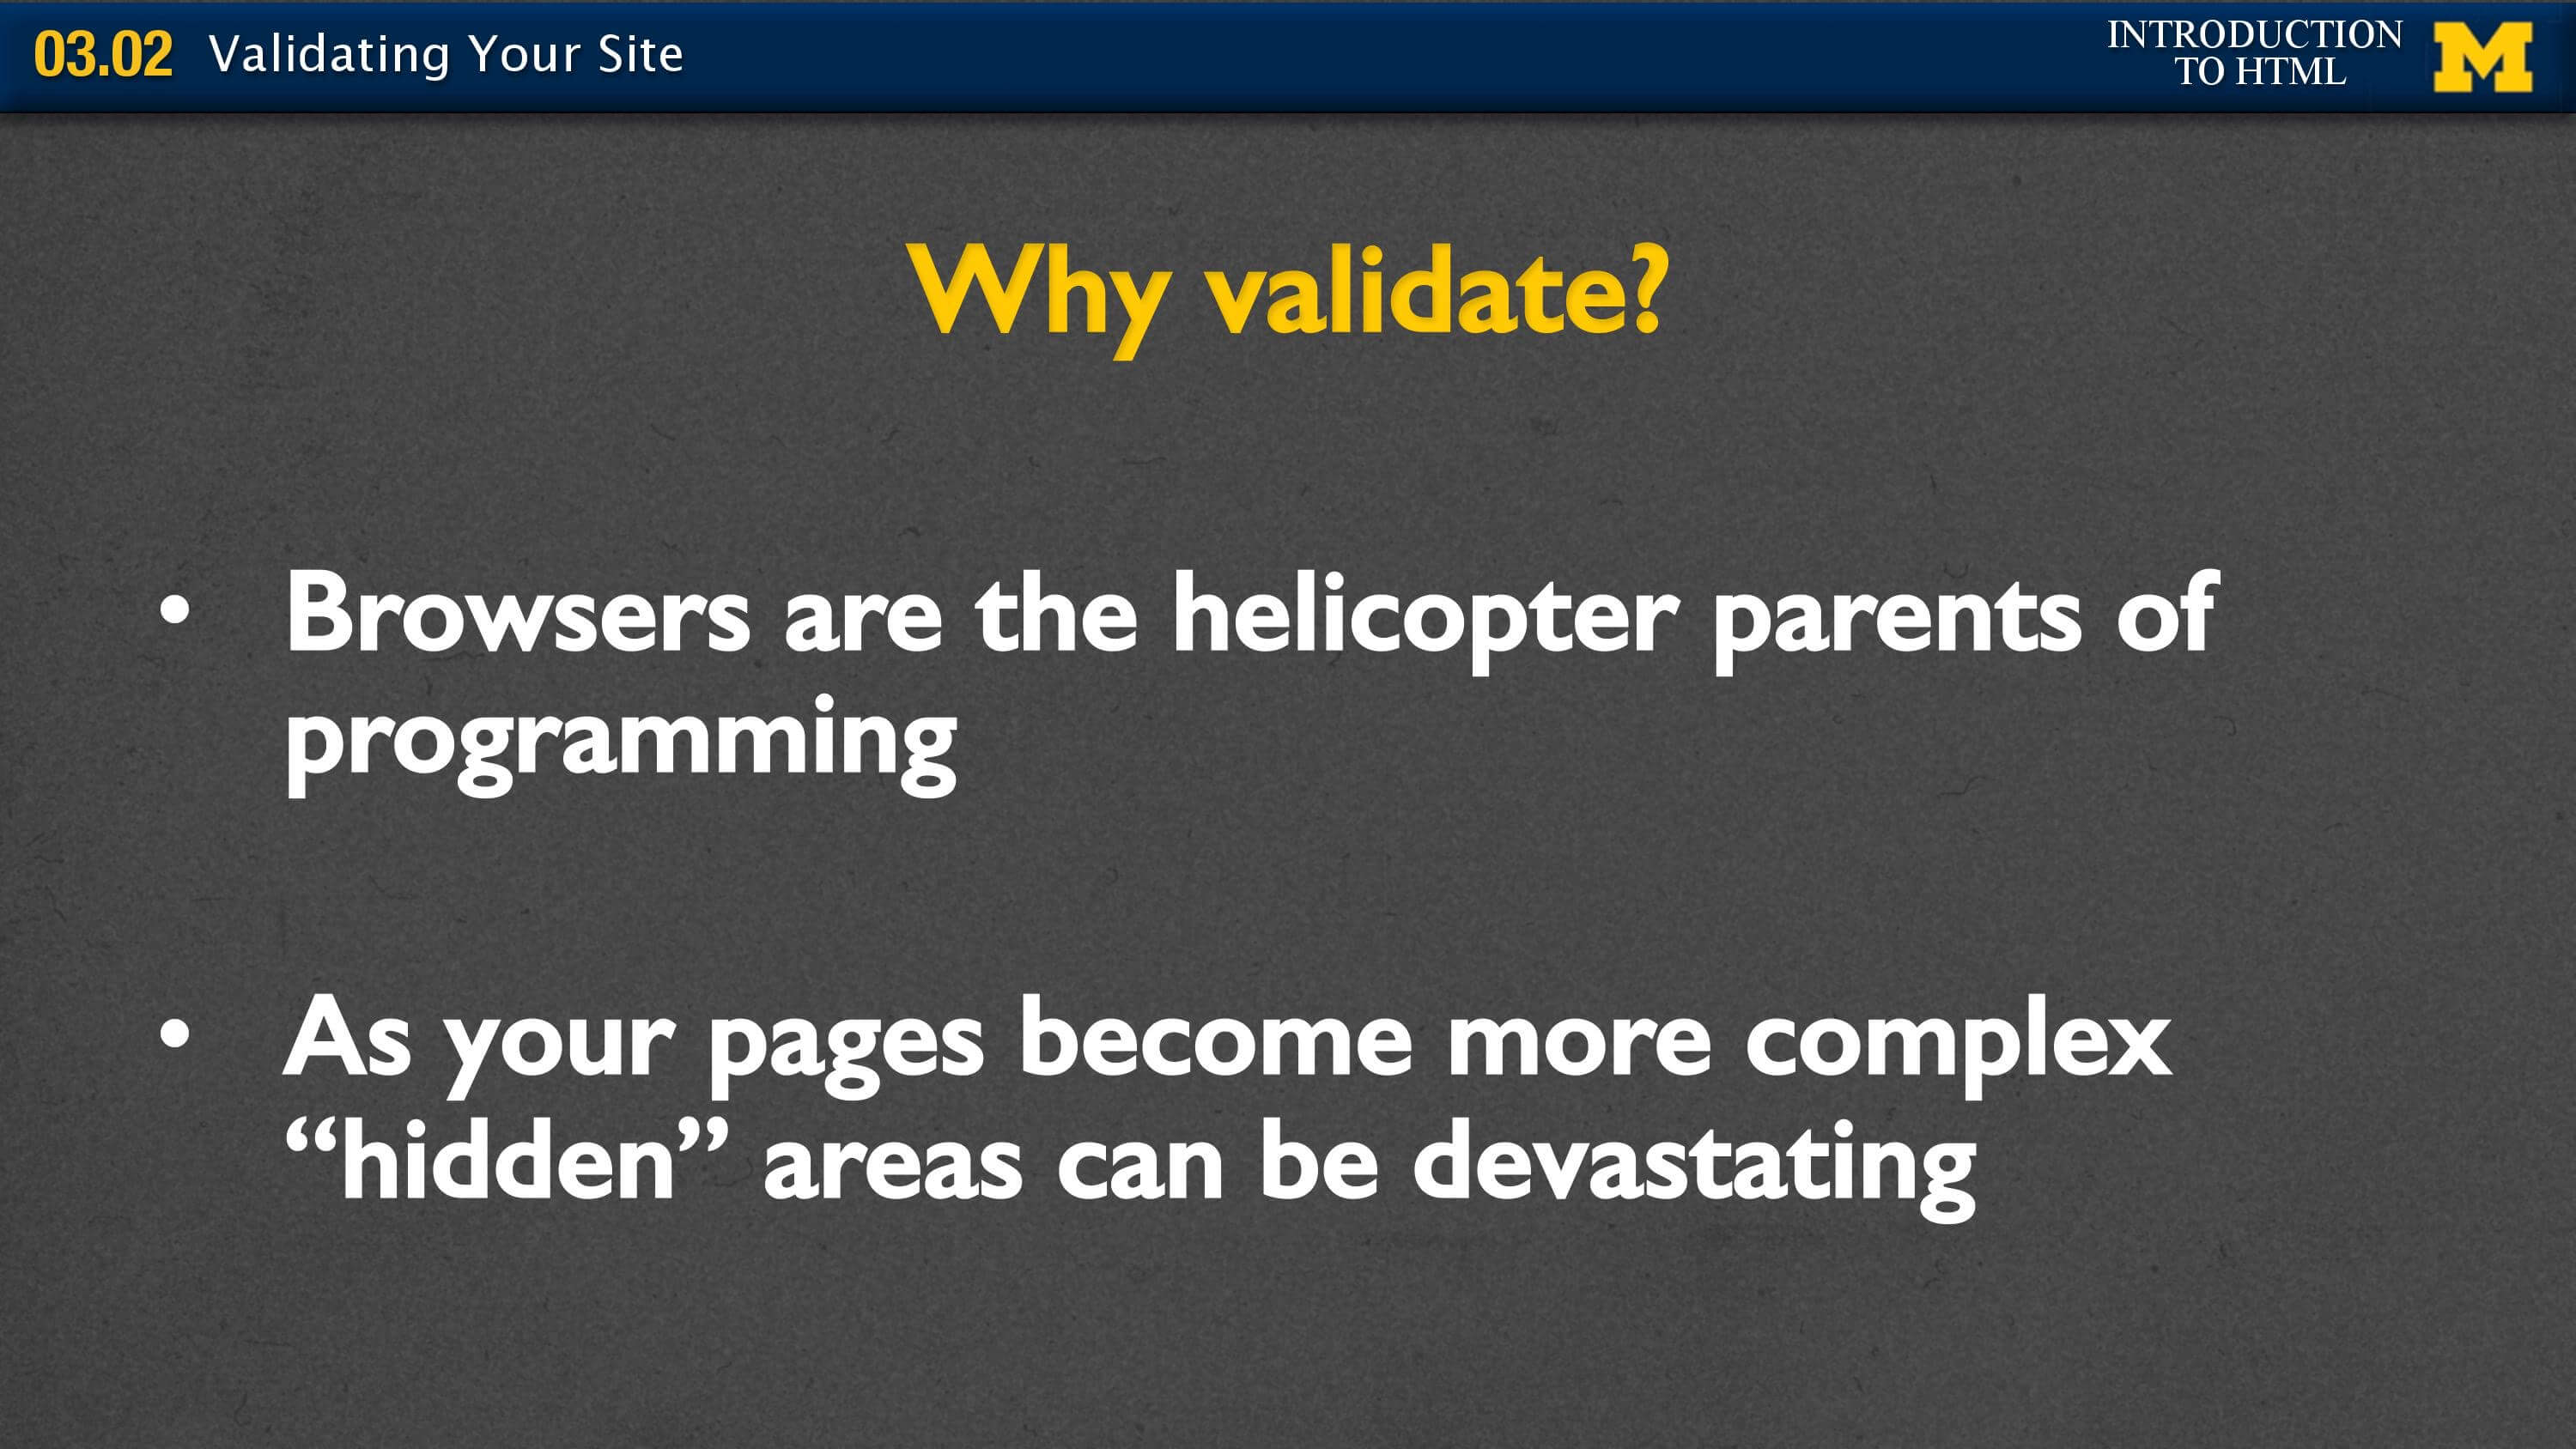 03.02 Validating Your Site
INTRODUCTION
TO HTML
M
Why validate?
• Browsers are the helicopter parents of
programming
• As your pages become more complex
“hidden” areas can be devastating